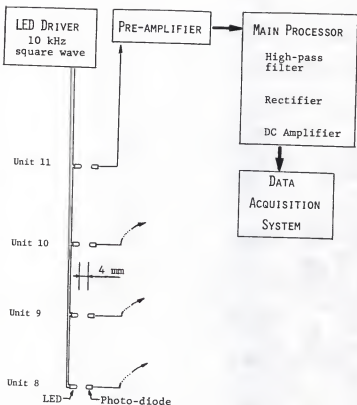 LED DRIVER
10 kHz
square wave
PRE-AMPLIFIER
MAIN PROCESSOR
High-pass
filter
Rectifier
DC Amplifier
DATA
ACQUISITION
SYSTEM
Unit 11
Unit 10
4 mm
Unit 9
Unit 8
LED
Photo-diode